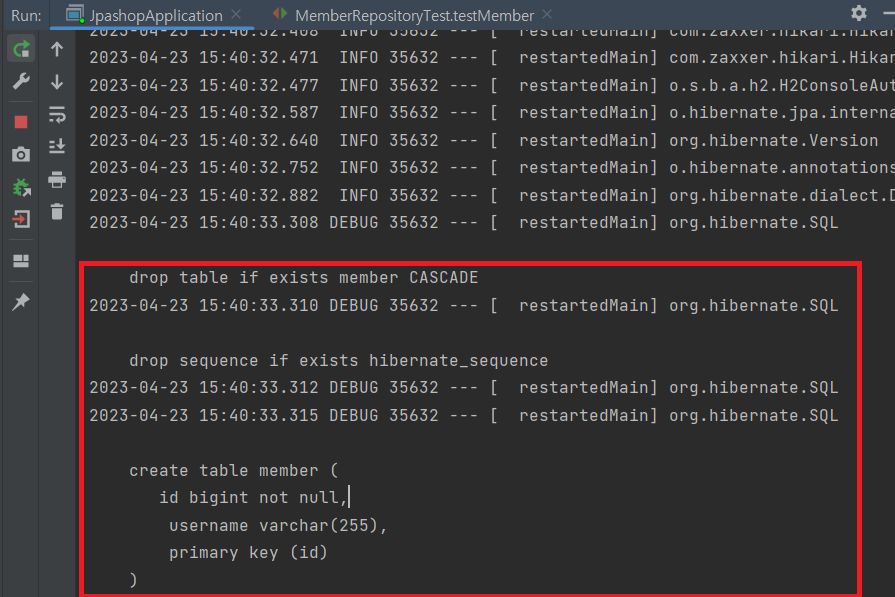 Run: JpashopApplication MemberRepositoryTest.testMember
2023-04-23 15:40:32.408  INFO 35632 --- [  restartedMain] com.zaxxer.hikari.Hikar
2023-04-23 15:40:32.471  INFO 35632 --- [  restartedMain] com.zaxxer.hikari.Hikar
2023-04-23 15:40:32.477  INFO 35632 --- [  restartedMain] o.s.b.a.h2.H2ConsoleAut
2023-04-23 15:40:32.587  INFO 35632 --- [  restartedMain] o.hibernate.jpa.interna
2023-04-23 15:40:32.640  INFO 35632 --- [  restartedMain] org.hibernate.Version
2023-04-23 15:40:32.752  INFO 35632 --- [  restartedMain] o.hibernate.annotations
2023-04-23 15:40:32.882  INFO 35632 --- [  restartedMain] org.hibernate.dialect.D
2023-04-23 15:40:33.308 DEBUG 35632 --- [  restartedMain] org.hibernate.SQL
drop table if exists member CASCADE
2023-04-23 15:40:33.310 DEBUG 35632 --- [  restartedMain] org.hibernate.SQL
drop sequence if exists hibernate_sequence
2023-04-23 15:40:33.312 DEBUG 35632 --- [  restartedMain] org.hibernate.SQL
2023-04-23 15:40:33.315 DEBUG 35632 --- [  restartedMain] org.hibernate.SQL
create table member (
id bigint not null,
username varchar(255),
primary key (id)
)